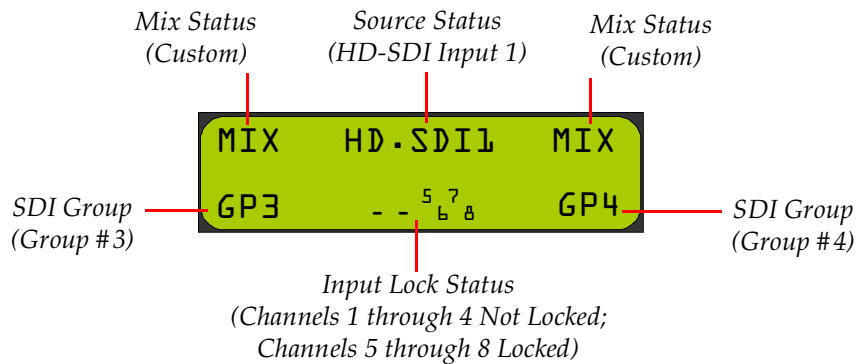 Mix Status
(Custom)
Source Status
(HD-SDI Input 1)
Mix Status
(Custom)
MIX HD.SDI1 MIX
GP3 - - 5 6 7 8 GP4
SDI Group
(Group #3)
SDI Group
(Group #4)
Input Lock Status
(Channels 1 through 4 Not Locked;
Channels 5 through 8 Locked)